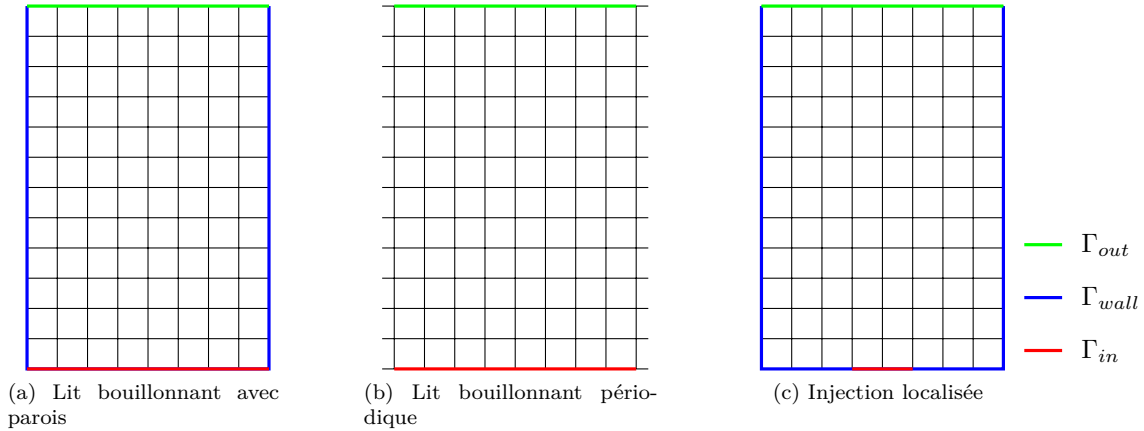 (a) Lit bouillonnant avec
parois
(b) Lit bouillonnant pério-
dique
(c) Injection localisée
Γout
Γwall
Γin